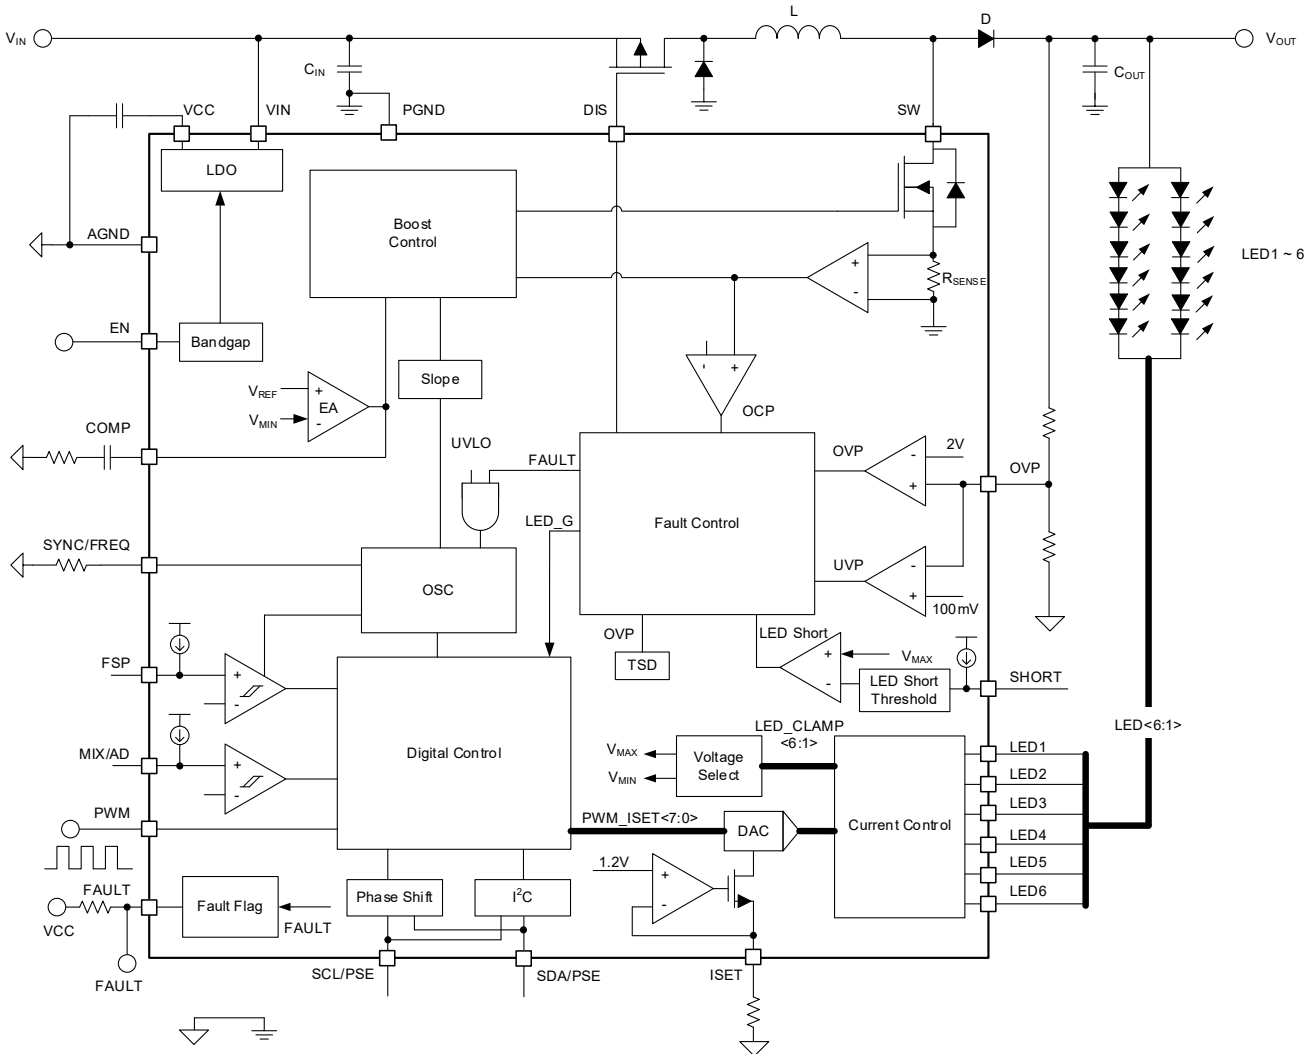 L
D
VIN
VOUT
CIN
COUT
VCC
VIN
PGND
DIS
SW
LDO
Boost
Control
AGND
+
-
RSENSE
LED1 ~ 6
EN
Bandgap
Slope
- +
OCP
VREF
VMIN
+
EA
-
COMP
UVLO
FAULT
OVP
-
+
2V
OVP
LED_G
Fault Control
SYNC/FREQ
OSC
UVP
-
+
100mV
OVP
TSD
LED Short
+
-
VMAX
LED Short
Threshold
SHORT
FSP
+
-
LED<6:1>
MIX/AD
+
-
Digital Control
VMAX
VMIN
Voltage
Select
LED_CLAMP
<6:1>
Current Control
LED1
LED2
LED3
LED4
LED5
LED6
PWM
PWM_ISET<7:0>
DAC
1.2V
+
-
FAULT
VCC
FAULT
Fault Flag
FAULT
Phase Shift
I2C
SCL/PSE
SDA/PSE
ISET